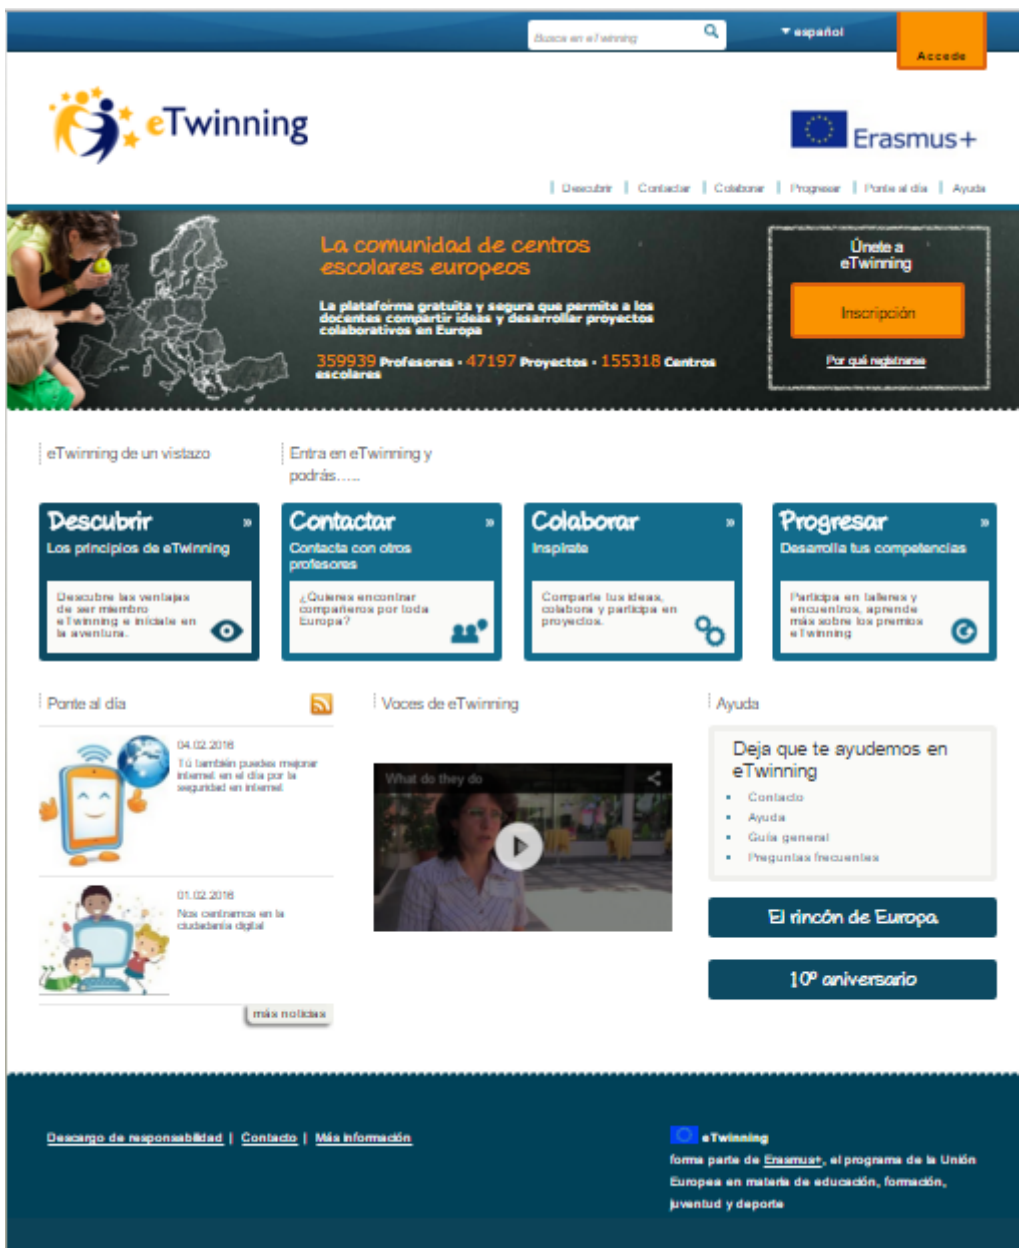 Busca en eTwinning
español
Accede
eTwinning
Erasmus+
Descubrir | Contactar | Colaborar | Progresar | Ponte al día | Ayuda
La comunidad de centros
escolares europeos
La plataforma gratuita y segura que permite a los
docentes compartir ideas y desarrollar proyectos
colaborativos en Europa
359939 Profesores - 47197 Proyectos - 155318 Centros
escolares
Únete a
eTwinning
Inscripción
Por qué registrarse
eTwinning de un vistazo
Entra en eTwinning y
podrás.....
Descubrir »
Los principios de eTwinning
Descubre las ventajas
de ser miembro
eTwinning e iníciate en
la aventura.
Contactar »
Contacta con otros
profesores
¿Quieres encontrar
compañeros por toda
Europa?
Colaborar »
Inspírate
Comparte tus ideas,
colabora y participa en
proyectos.
Progresar »
Desarrolla tus competencias
Participa en talleres y
encuentros, aprende
más sobre los premios
eTwinning
Ponte al día
04.02.2016
Tú también puedes mejorar
internet en el día por la
seguridad en internet
01.02.2016
Nos centramos en la
ciudadanía digital
más noticias
Voces de eTwinning
What do they do
Ayuda
Deja que te ayudemos en
eTwinning
Contacto
Ayuda
Guía general
Preguntas frecuentes
El rincón de Europa
10º aniversario
Descargo de responsabilidad | Contacto | Más información
eTwinning
forma parte de Erasmus+, el programa de la Unión
Europea en materia de educación, formación,
juventud y deporte